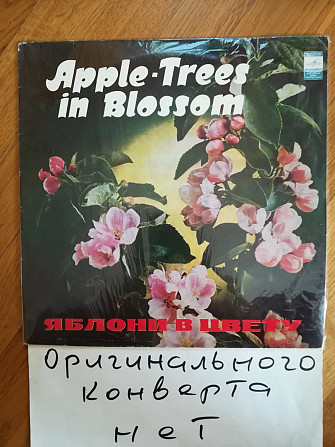 Apple-Trees
in Blossom
ЯБЛОНИ В ЦВЕТУ
Оригинального
конверта
нет